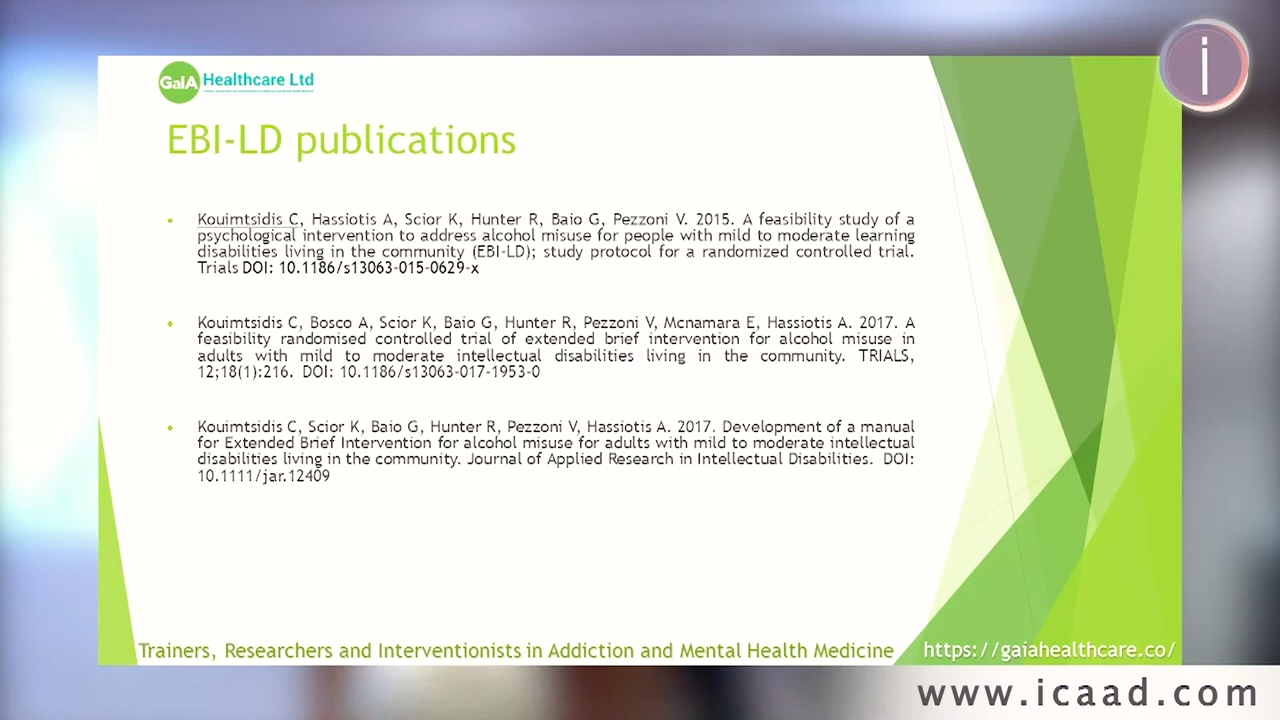 GaIA Healthcare Ltd
i
EBI-LD publications
• Kouimtsidis C, Hassiotis A, Scior K, Hunter R, Baio G, Pezzoni V. 2015. A feasibility study of a
psychological intervention to address alcohol misuse for people with mild to moderate learning
disabilities living in the community (EBI-LD); study protocol for a randomized controlled trial.
Trials DOI: 10.1186/s13063-015-0629-x
• Kouimtsidis C, Bosco A, Scior K, Baio G, Hunter R, Pezzoni V, Mcnamara E, Hassiotis A. 2017. A
feasibility randomised controlled trial of extended brief intervention for alcohol misuse in
adults with mild to moderate intellectual disabilities living in the community. TRIALS,
12;18(1):216. DOI: 10.1186/s13063-017-1953-0
• Kouimtsidis C, Scior K, Baio G, Hunter R, Pezzoni V, Hassiotis A. 2017. Development of a manual
for Extended Brief Intervention for alcohol misuse for adults with mild to moderate intellectual
disabilities living in the community. Journal of Applied Research in Intellectual Disabilities. DOI:
10.1111/jar.12409
Trainers, Researchers and Interventionists in Addiction and Mental Health Medicine
https://gaiahealthcare.co/
www.icaad.com